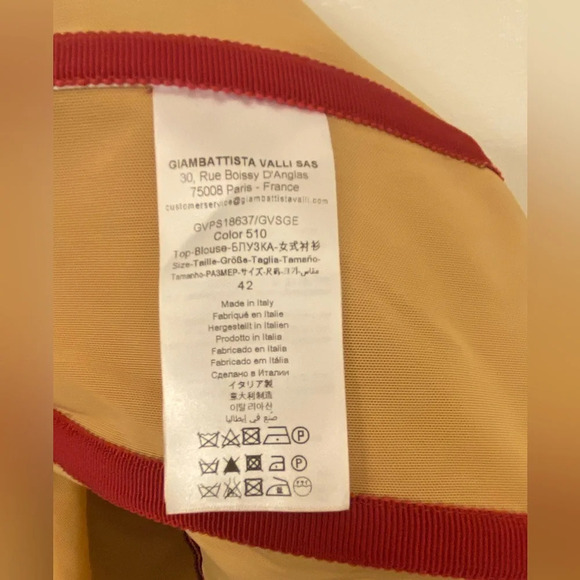 GIAMBATTISTA VALLI SAS
30, Rue Boissy D'Anglas
75008 Paris - France
customerservice@giambattistavalli.com
GVPS18637/GVSGE
Color 510
Top-Blouse-БЛУЗКА-女式衬衫
Size-Taille-Größe-Taglia-Tamaño-
Tamanho-РАЗМЕР-サイズ-尺码-مقاس
42
Made in Italy
Fabriqué en Italie
Hergestellt in Italien
Prodotto in Italia
Fabricado en Italia
Fabricado em Itália
Сделано в Италии
イタリア製
意大利制造
이탈리아산
صنع في إيطاليا
P
P